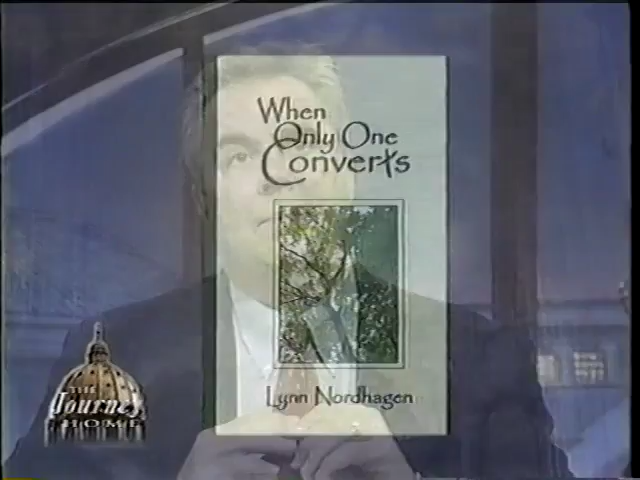 When
Only One
Converts
Lynn Nordhagen
THE
Journey
HOME